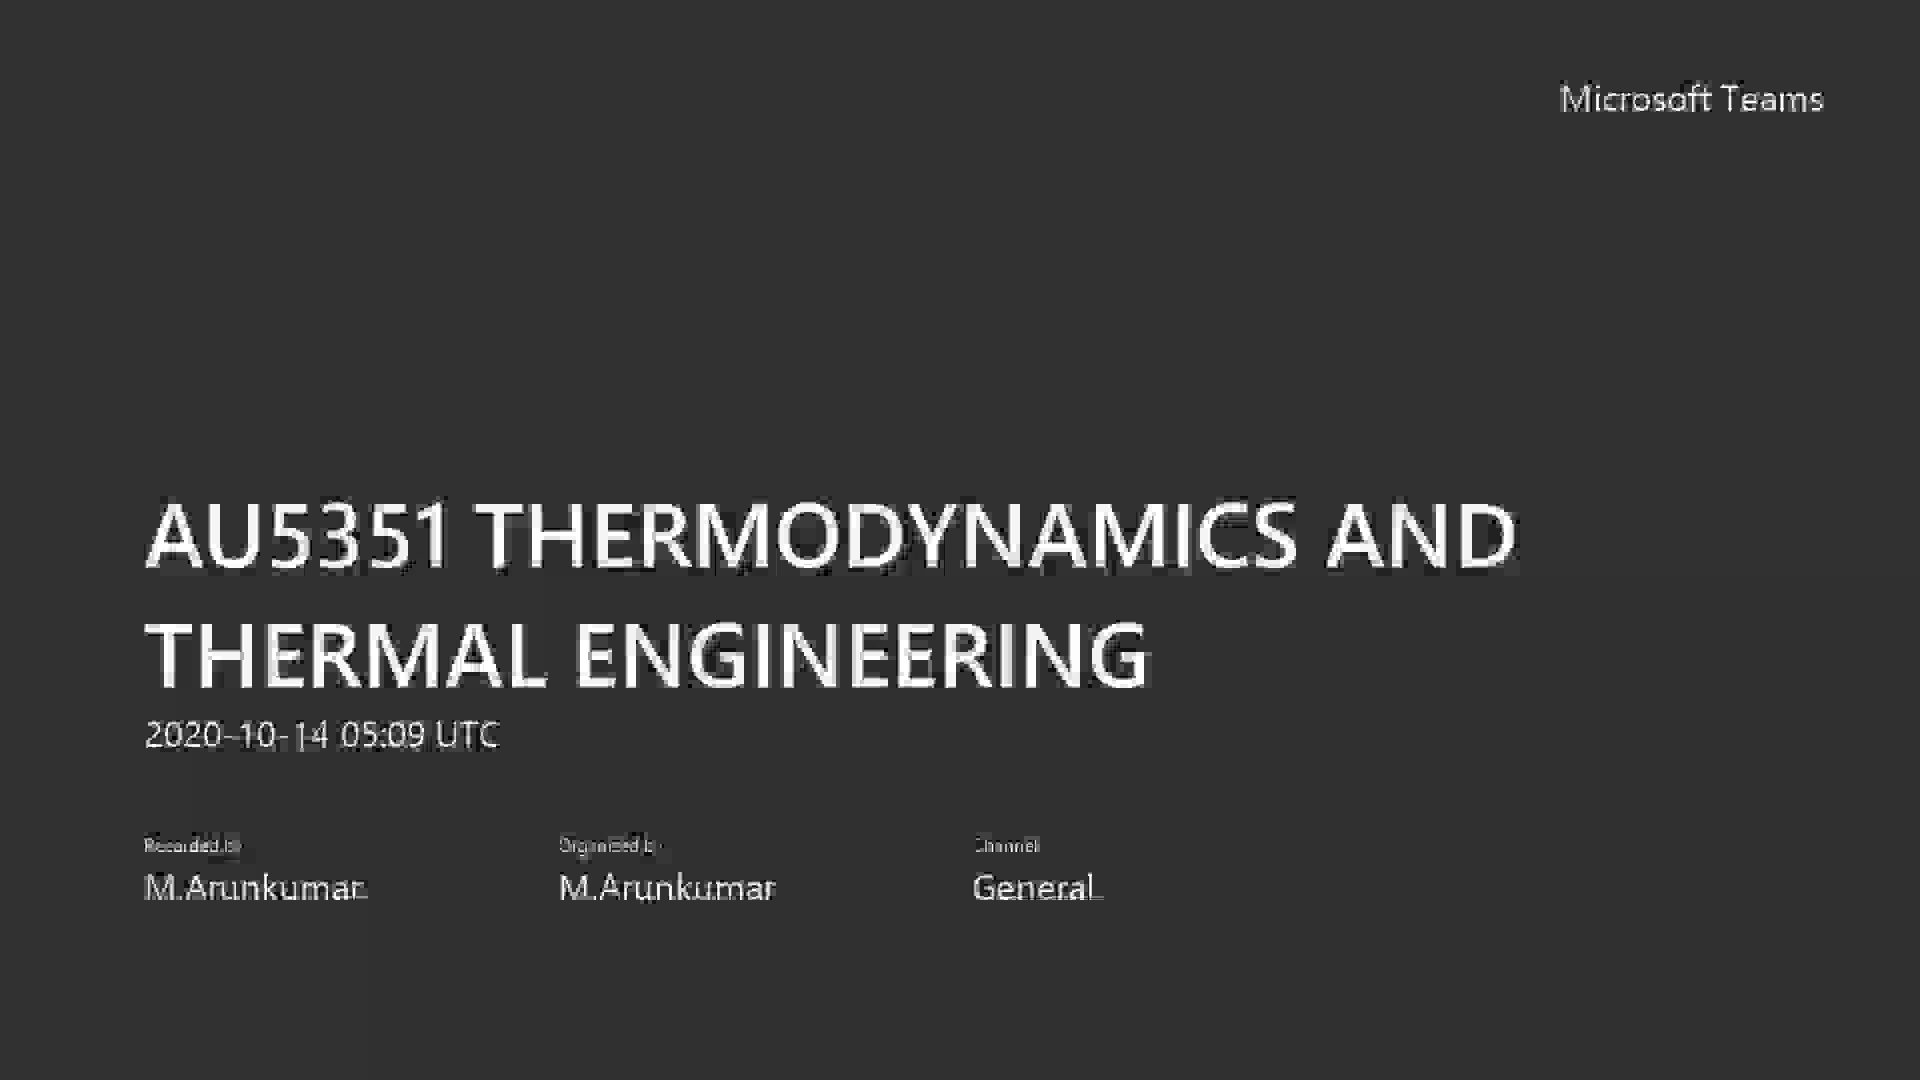 Microsoft Teams
AU5351 THERMODYNAMICS AND
THERMAL ENGINEERING
2020-10-14 05:09 UTC
Recorded by
Organized by
Channel
M.Arunkumar
M.Arunkumar
General